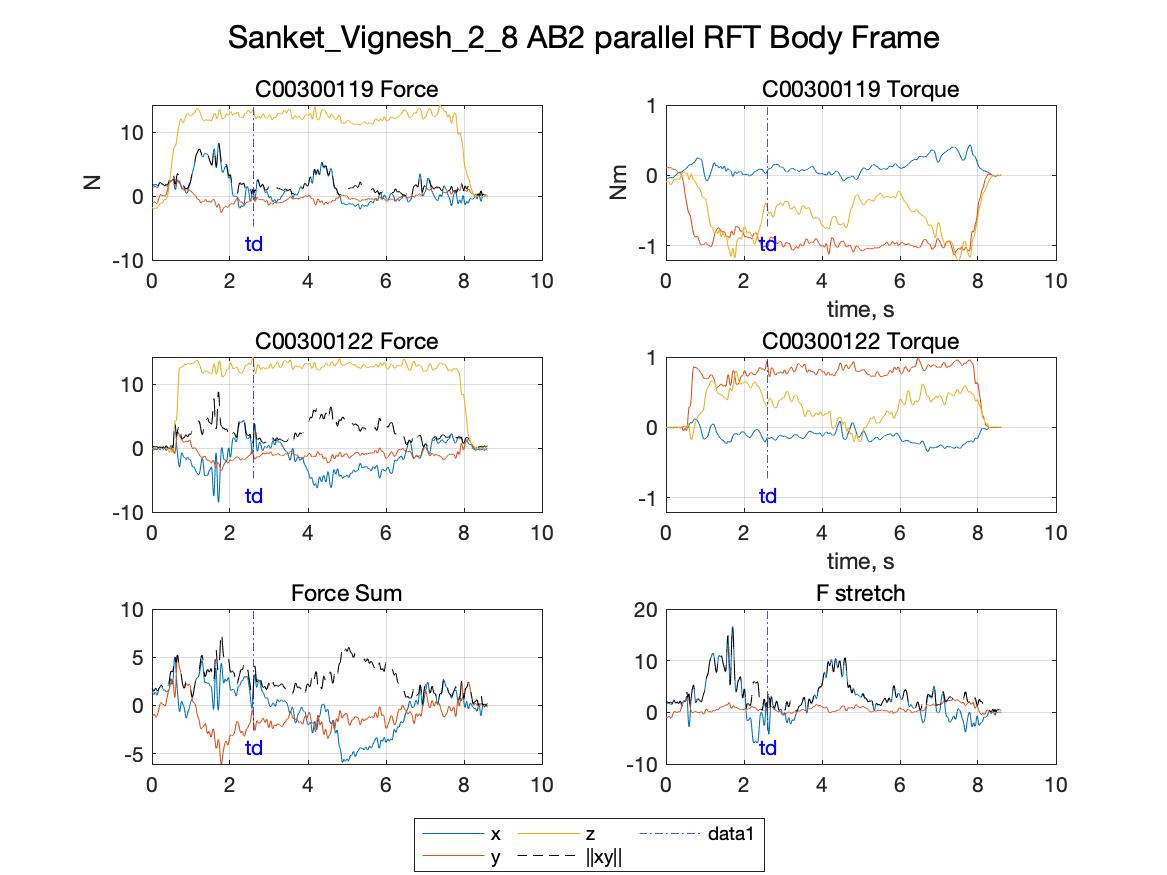 Sanket_Vignesh_2_8 AB2 parallel RFT Body Frame
C00300119 Force
N
10
0
-10
td
0 2 4 6 8 10
C00300119 Torque
Nm
1
0
-1
td
0 2 4 6 8 10
time, s
C00300122 Force
10
0
-10
td
0 2 4 6 8 10
C00300122 Torque
1
0
-1
td
0 2 4 6 8 10
time, s
Force Sum
10
5
0
-5
td
0 2 4 6 8 10
F stretch
20
10
0
-10
td
0 2 4 6 8 10
x z data1
y ||xy||